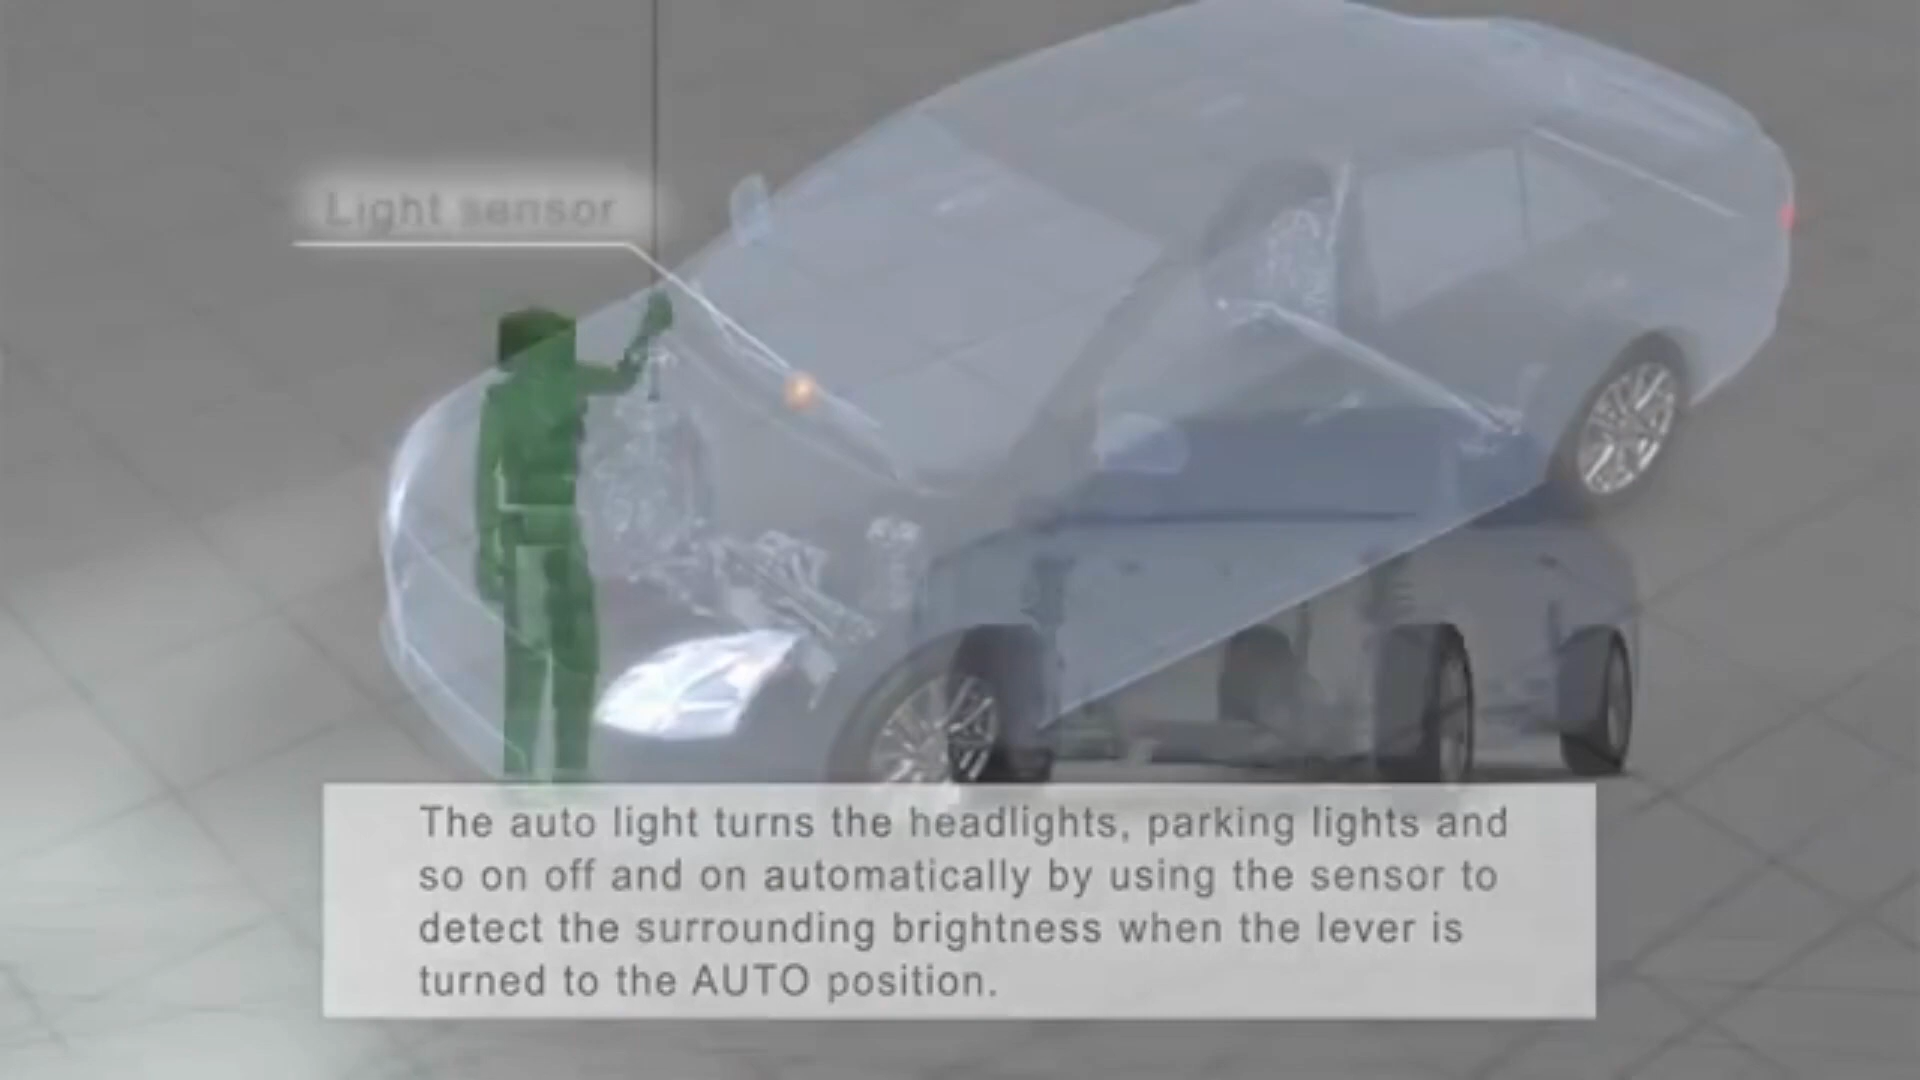 Light sensor
The auto light turns the headlights, parking lights and
so on off and on automatically by using the sensor to
detect the surrounding brightness when the lever is
turned to the AUTO position.